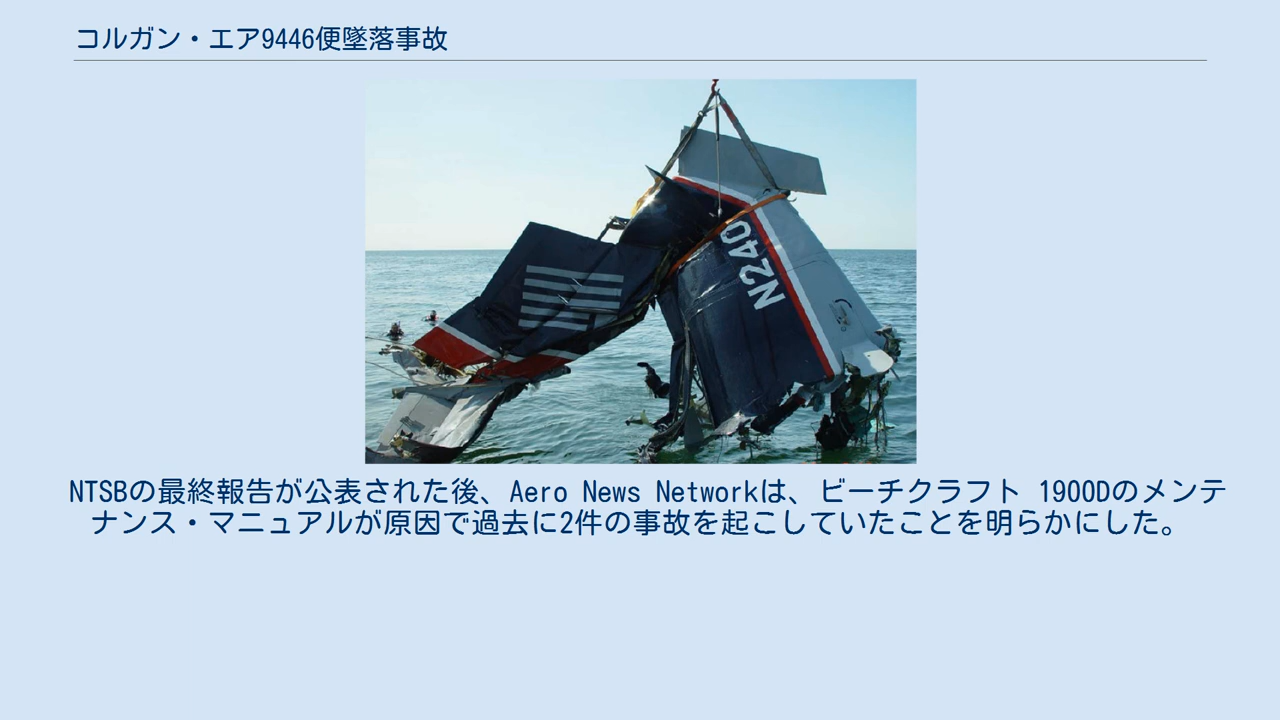 コルガン・エア9446便墜落事故
N240
NTSBの最終報告が公表された後、Aero News Networkは、ビーチクラフト 1900Dのメンテ
ナンス・マニュアルが原因で過去に2件の事故を起こしていたことを明らかにした。